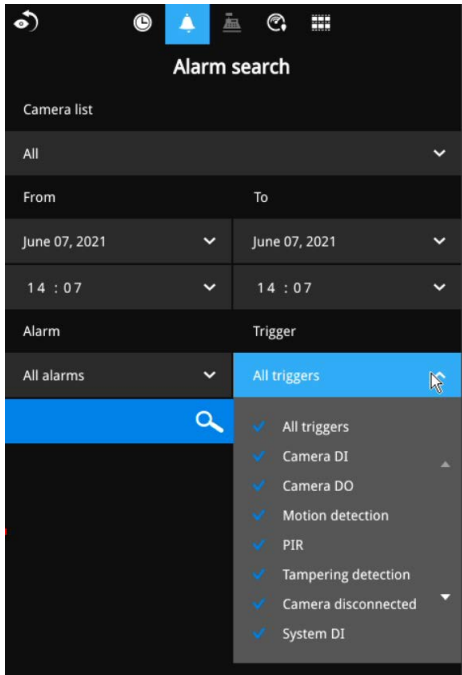 Alarm search
Camera list
All
From To
June 07, 2021 June 07, 2021
14 : 07 14 : 07
Alarm Trigger
All alarms All triggers
All triggers
Camera DI
Camera DO
Motion detection
PIR
Tampering detection
Camera disconnected
System DI